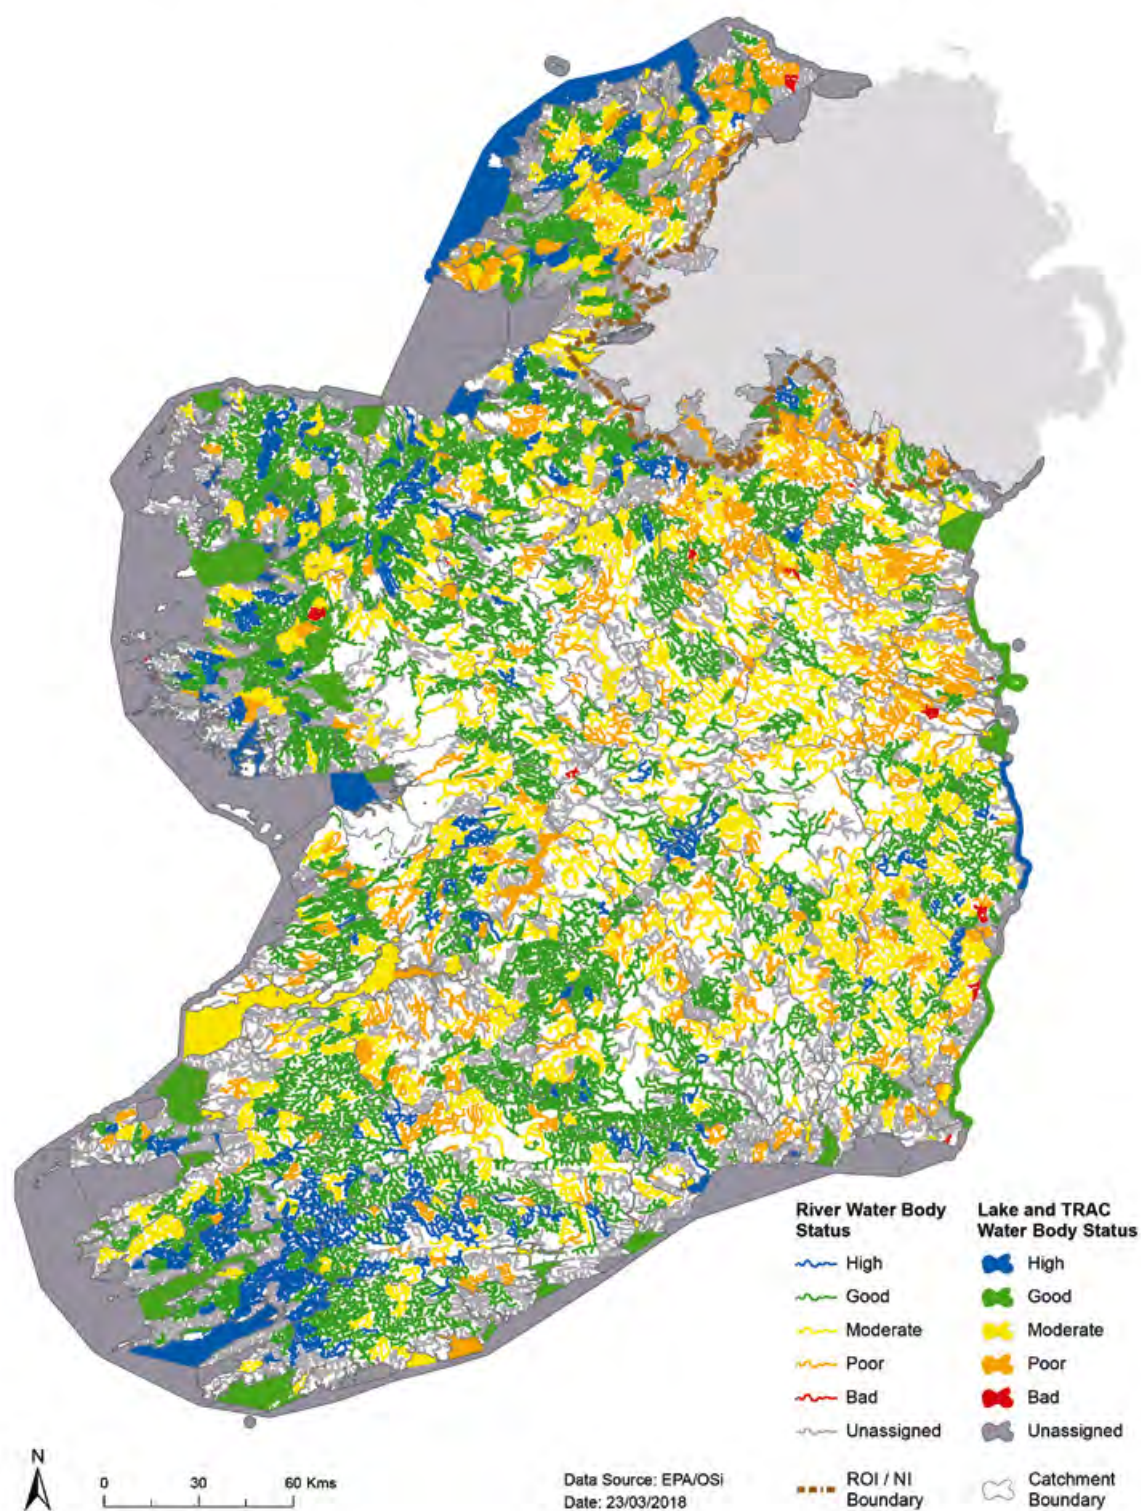 River Water Body
Status
High
Good
Moderate
Poor
Bad
Unassigned
ROI / NI
Boundary
Lake and TRAC
Water Body Status
High
Good
Moderate
Poor
Bad
Unassigned
Catchment
Boundary
N
0 30 60 Kms
Data Source: EPA/OSi
Date: 23/03/2018